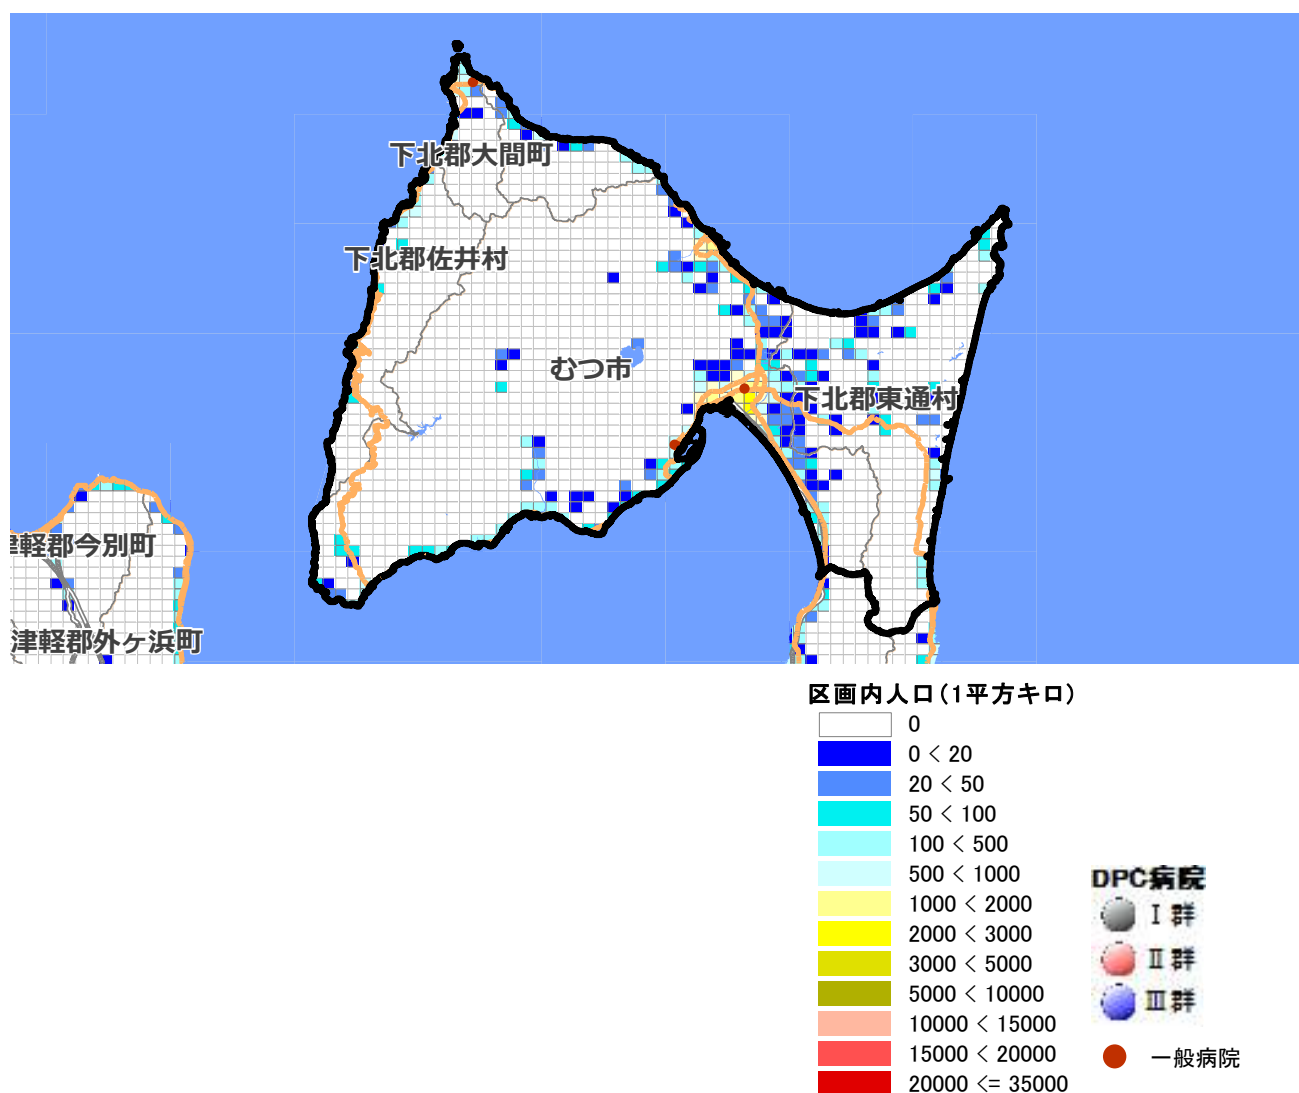 下北郡大間町
下北郡佐井村
むつ市
下北郡東通村
津軽郡今別町
津軽郡外ヶ浜町
区画内人口(1平方キロ)
0
0 < 20
20 < 50
50 < 100
100 < 500
500 < 1000
1000 < 2000
2000 < 3000
3000 < 5000
5000 < 10000
10000 < 15000
15000 < 20000
20000 <= 35000
DPC病院
Ⅰ群
Ⅱ群
Ⅲ群
一般病院